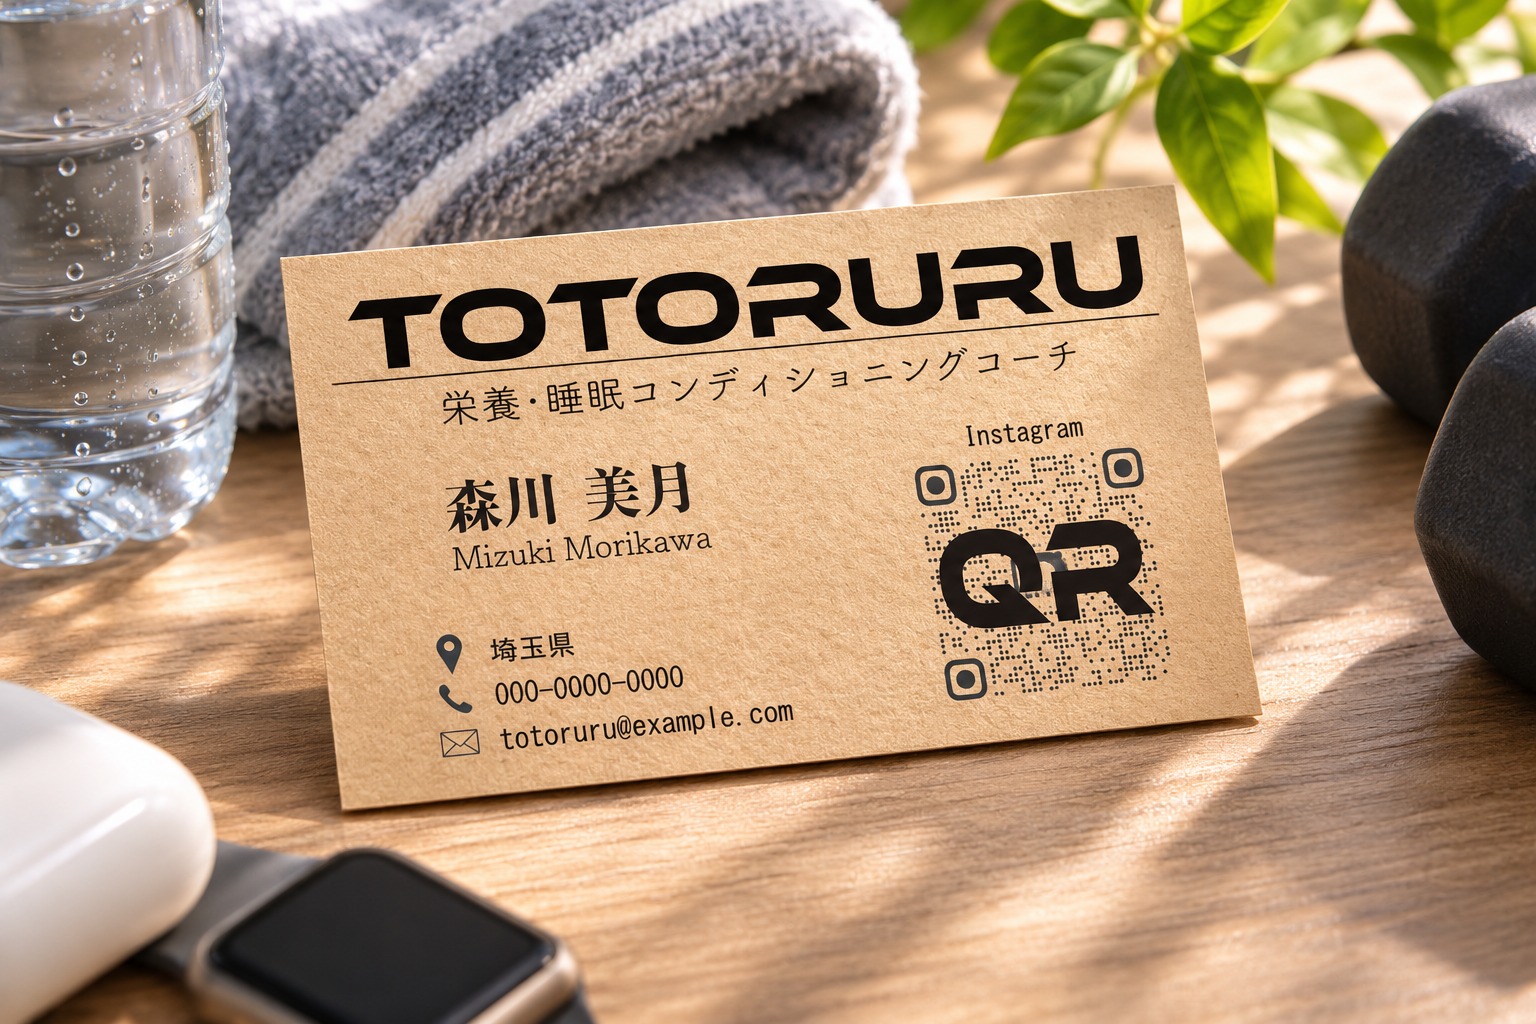 TOTORURU
栄養・睡眠コンディショニングコーチ
森川 美月
Mizuki Morikawa
埼玉県
000-0000-0000
totoruru@example.com
Instagram
QR